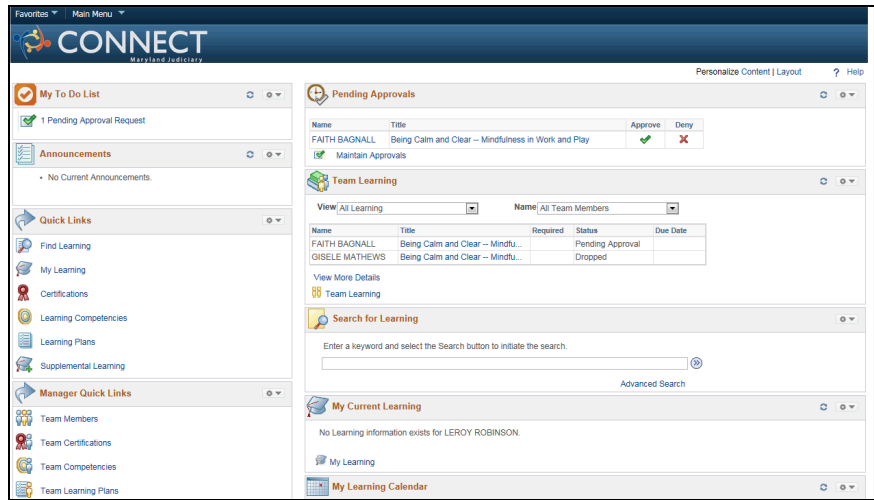 Favorites Main Menu
CONNECT
Maryland Judiciary
Personalize Content | Layout ? Help
My To Do List
1 Pending Approval Request
Announcements
• No Current Announcements.
Quick Links
Find Learning
My Learning
Certifications
Learning Competencies
Learning Plans
Supplemental Learning
Manager Quick Links
Team Members
Team Certifications
Team Competencies
Team Learning Plans
Pending Approvals
Name Title Approve Deny
FAITH BAGNALL Being Calm and Clear -- Mindfulness in Work and Play
Maintain Approvals
Team Learning
View All Learning Name All Team Members
Name Title Required Status Due Date
FAITH BAGNALL Being Calm and Clear -- Mindfu... Pending Approval
GISELE MATHEWS Being Calm and Clear -- Mindfu... Dropped
View More Details
Team Learning
Search for Learning
Enter a keyword and select the Search button to initiate the search.
Advanced Search
My Current Learning
No Learning information exists for LEROY ROBINSON.
My Learning
My Learning Calendar